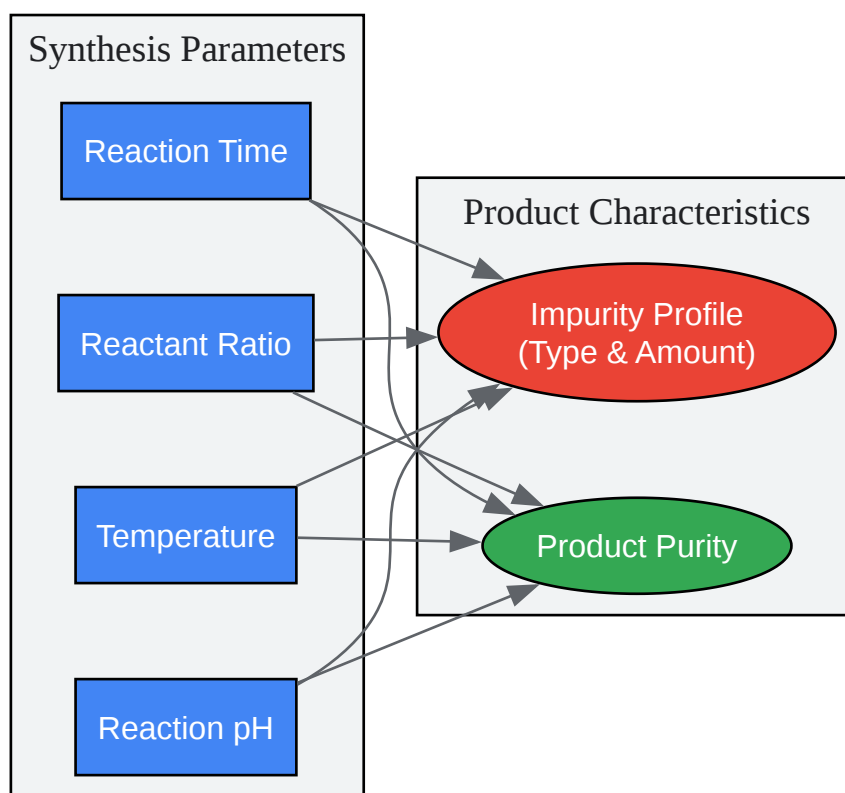 Synthesis Parameters
Reaction Time
Reactant Ratio
Temperature
Reaction pH
Product Characteristics
Impurity Profile
(Type & Amount)
Product Purity